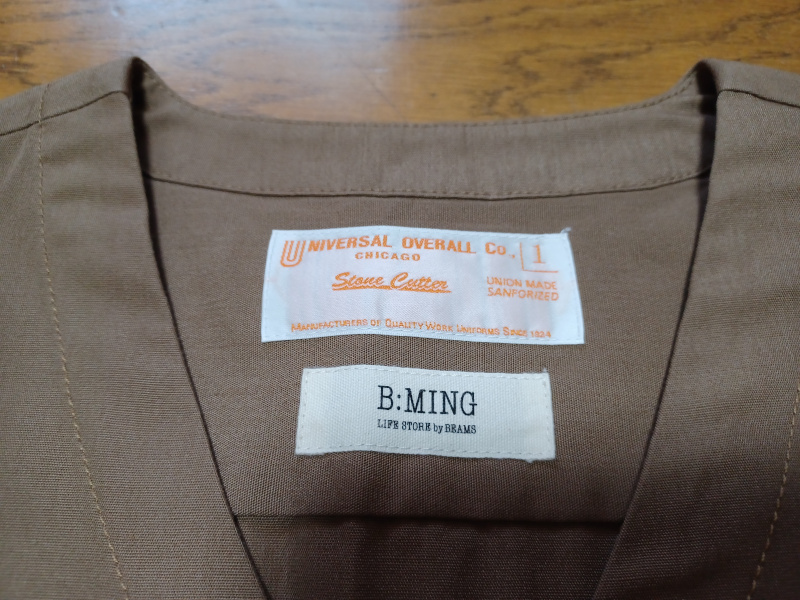 UNIVERSAL OVERALL CO. 1
CHICAGO
Stone Cutter
UNION MADE
SANFORIZED
MANUFACTURERS OF QUALITY WORK UNIFORMS SINCE 1924
B:MING
LIFE STORE by BEAMS